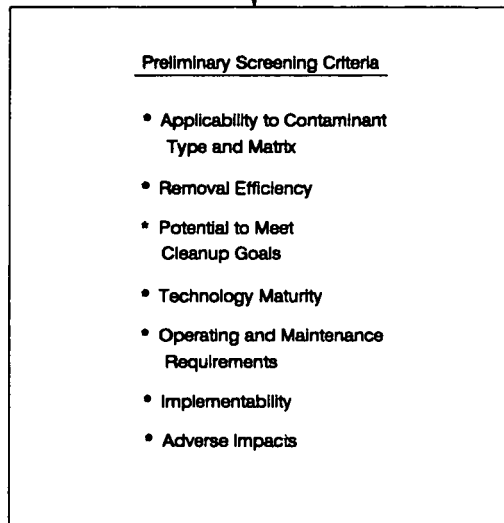 Preliminary Screening Criteria
• Applicability to Contaminant
Type and Matrix
• Removal Efficiency
* Potential to Meet
Cleanup Goals
• Technology Maturity
• Operating and Maintenance
Requirements
• Implementability
• Adverse Impacts